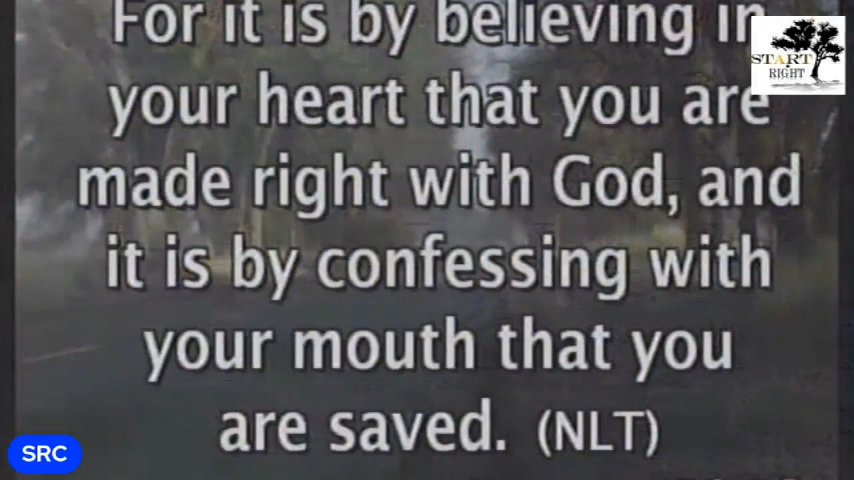 For it is by believing in
your heart that you are
made right with God, and
it is by confessing with
your mouth that you
are saved. (NLT)
START
RIGHT
SRC